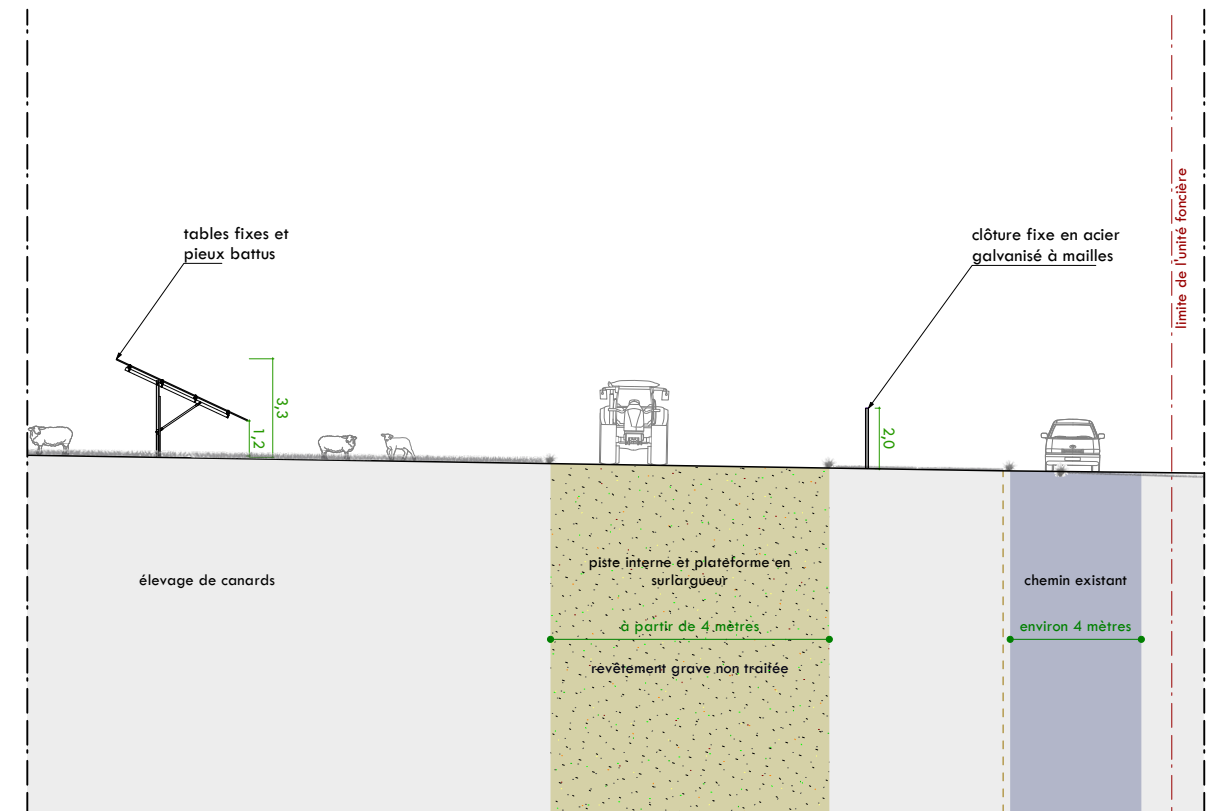 tables fixes et
pieux battus
clôture fixe en acier
galvanisé à mailles
limite de l'unité foncière
3,3
1,2
2,0
élevage de canards
piste interne et plateforme en
surlargueur
chemin existant
à partir de 4 mètres
environ 4 mètres
revêtement grave non traitée